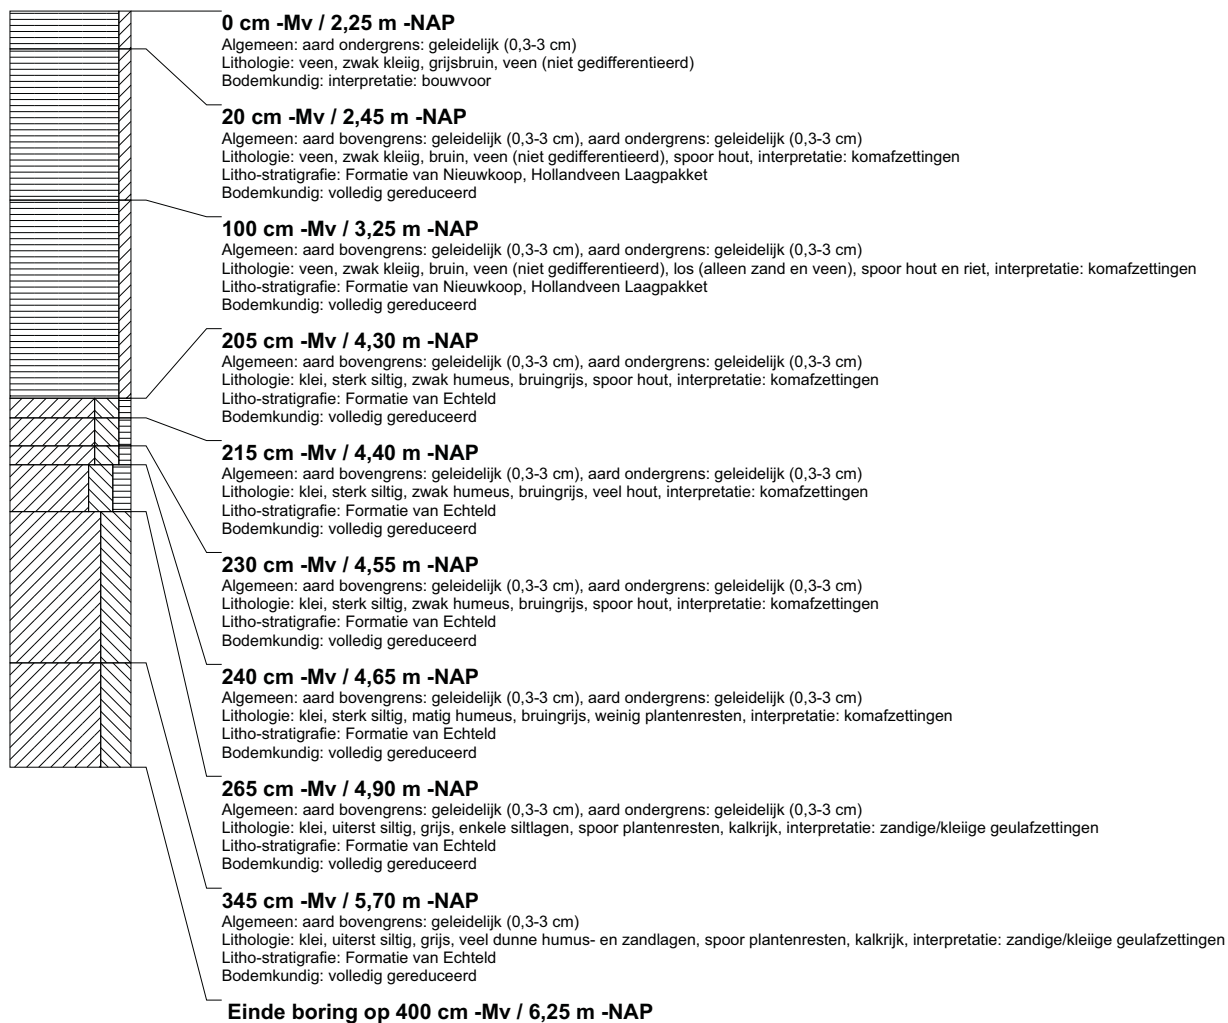 0 cm -Mv / 2,25 m -NAP
Algemeen: aard ondergrens: geleidelijk (0,3-3 cm)
Lithologie: veen, zwak kleiig, grijsbruin, veen (niet gedifferentieerd)
Bodemkundig: interpretatie: bouwvoor
20 cm -Mv / 2,45 m -NAP
Algemeen: aard bovengrens: geleidelijk (0,3-3 cm), aard ondergrens: geleidelijk (0,3-3 cm)
Lithologie: veen, zwak kleiig, bruin, veen (niet gedifferentieerd), spoor hout, interpretatie: komafzettingen
Litho-stratigrafie: Formatie van Nieuwkoop, Hollandveen Laagpakket
Bodemkundig: volledig gereduceerd
100 cm -Mv / 3,25 m -NAP
Algemeen: aard bovengrens: geleidelijk (0,3-3 cm), aard ondergrens: geleidelijk (0,3-3 cm)
Lithologie: veen, zwak kleiig, bruin, veen (niet gedifferentieerd), los (alleen zand en veen), spoor hout en riet, interpretatie: komafzettingen
Litho-stratigrafie: Formatie van Nieuwkoop, Hollandveen Laagpakket
Bodemkundig: volledig gereduceerd
205 cm -Mv / 4,30 m -NAP
Algemeen: aard bovengrens: geleidelijk (0,3-3 cm), aard ondergrens: geleidelijk (0,3-3 cm)
Lithologie: klei, sterk siltig, zwak humeus, bruingrijs, spoor hout, interpretatie: komafzettingen
Litho-stratigrafie: Formatie van Echteld
Bodemkundig: volledig gereduceerd
215 cm -Mv / 4,40 m -NAP
Algemeen: aard bovengrens: geleidelijk (0,3-3 cm), aard ondergrens: geleidelijk (0,3-3 cm)
Lithologie: klei, sterk siltig, zwak humeus, bruingrijs, veel hout, interpretatie: komafzettingen
Litho-stratigrafie: Formatie van Echteld
Bodemkundig: volledig gereduceerd
230 cm -Mv / 4,55 m -NAP
Algemeen: aard bovengrens: geleidelijk (0,3-3 cm), aard ondergrens: geleidelijk (0,3-3 cm)
Lithologie: klei, sterk siltig, zwak humeus, bruingrijs, spoor hout, interpretatie: komafzettingen
Litho-stratigrafie: Formatie van Echteld
Bodemkundig: volledig gereduceerd
240 cm -Mv / 4,65 m -NAP
Algemeen: aard bovengrens: geleidelijk (0,3-3 cm), aard ondergrens: geleidelijk (0,3-3 cm)
Lithologie: klei, sterk siltig, matig humeus, bruingrijs, weinig plantenresten, interpretatie: komafzettingen
Litho-stratigrafie: Formatie van Echteld
Bodemkundig: volledig gereduceerd
265 cm -Mv / 4,90 m -NAP
Algemeen: aard bovengrens: geleidelijk (0,3-3 cm), aard ondergrens: geleidelijk (0,3-3 cm)
Lithologie: klei, uiterst siltig, grijs, enkele siltlagen, spoor plantenresten, kalkrijk, interpretatie: zandige/kleiige geulafzettingen
Litho-stratigrafie: Formatie van Echteld
Bodemkundig: volledig gereduceerd
345 cm -Mv / 5,70 m -NAP
Algemeen: aard bovengrens: geleidelijk (0,3-3 cm)
Lithologie: klei, uiterst siltig, grijs, veel dunne humus- en zandlagen, spoor plantenresten, kalkrijk, interpretatie: zandige/kleiige geulafzettingen
Litho-stratigrafie: Formatie van Echteld
Bodemkundig: volledig gereduceerd
Einde boring op 400 cm -Mv / 6,25 m -NAP